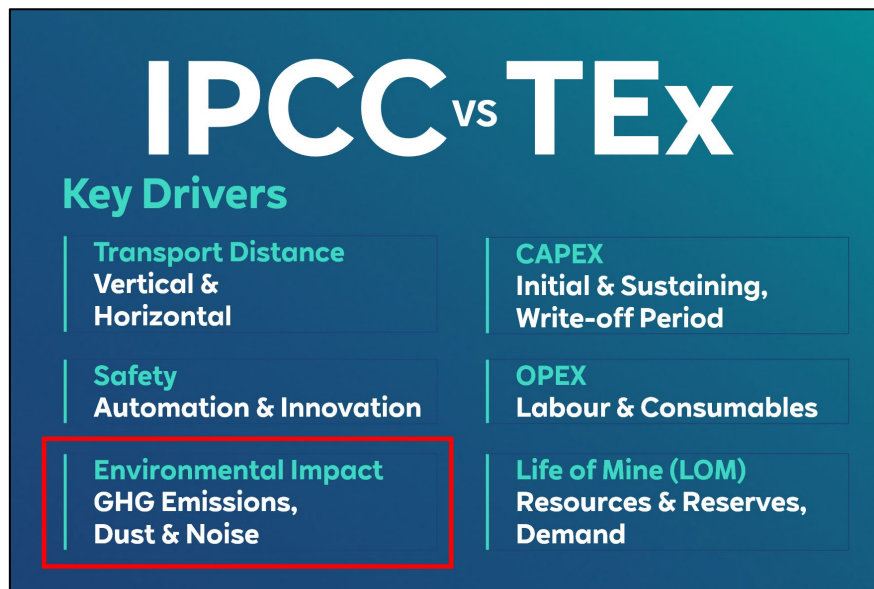 IPCC vs TEx
Key Drivers
Transport Distance
Vertical &
Horizontal
Safety
Automation & Innovation
Environmental Impact
GHG Emissions,
Dust & Noise
CAPEX
Initial & Sustaining,
Write-off Period
OPEX
Labour & Consumables
Life of Mine (LOM)
Resources & Reserves,
Demand